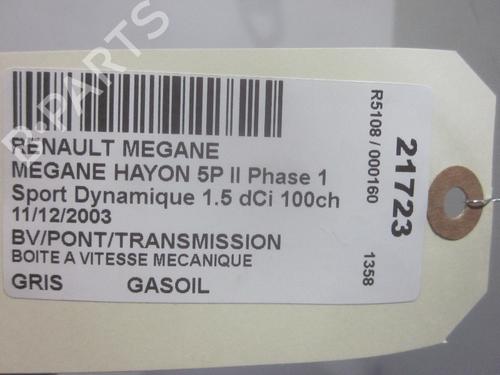 B-PARTS
RENAULT MEGANE
MEGANE HAYON 5P II Phase 1
Sport Dynamique 1.5 dCi 100ch
11/12/2003
BV/PONT/TRANSMISSION
BOITE A VITESSE MECANIQUE
GRIS GASOIL
R5108 / 000160
1358
21723